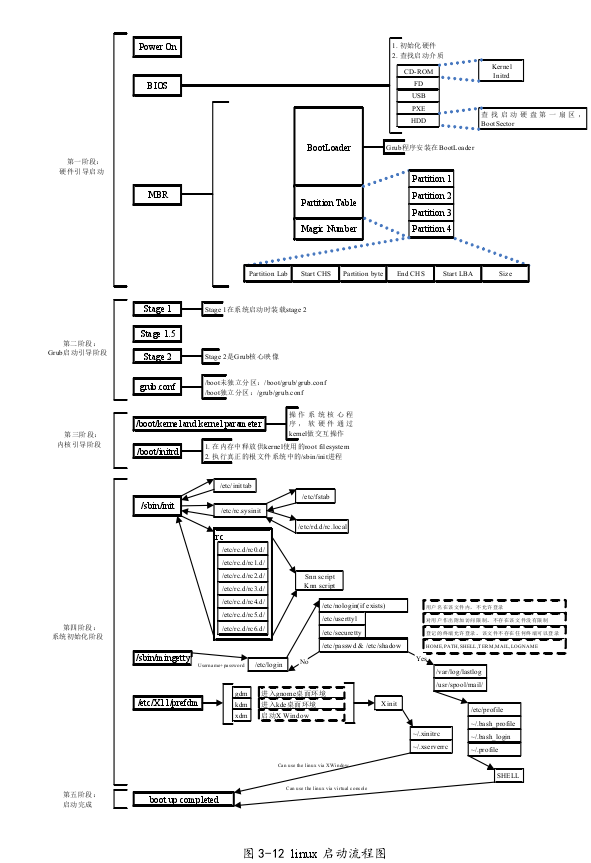 Power On
BIOS
1. 初始化硬件
2. 查找启动介质
CD-ROM
FD
USB
PXE
HDD
Kernel
Initrd
查找启动硬盘第一扇区,
BootSector
第一阶段:
硬件引导启动
MBR
BootLoader
Grub程序安装在BootLoader
Partition Table
Magic Number
Partition 1
Partition 2
Partition 3
Partition 4
Partition Lab
Start CHS
Partition byte
End CHS
Start LBA
Size
第二阶段:
Grub启动引导阶段
Stage 1
Stage 1在系统启动时装载stage 2
Stage 1.5
Stage 2
Stage 2是Grub核心映像
grub.conf
/boot未独立分区: /boot/grub/grub.conf
/boot独立分区: /grub/grub.conf
第三阶段:
内核引导阶段
/boot/kernel and kernel parameter
操作系统核心程
序, 软硬件通过
kernel做交互操作
/boot/initrd
1. 在内存中释放供kernel使用的root filesystem
2. 执行真正的根文件系统中的/sbin/init进程
第四阶段:
系统初始化阶段
/sbin/init
/etc/inittab
/etc/rc.sysinit
/etc/fstab
/etc/rd.d/rc.local
rc
/etc/rc.d/rc0.d/
/etc/rc.d/rc1.d/
/etc/rc.d/rc2.d/
/etc/rc.d/rc3.d/
/etc/rc.d/rc4.d/
/etc/rc.d/rc5.d/
/etc/rc.d/rc6.d/
Snn script
Knn script
/sbin/mingetty
Username+password
/etc/login
/etc/nologin(if exists)
/etc/usertty
/etc/securetty
/etc/passwd & /etc/shadow
No
Yes
HOME,PATH,SHELL,TERM,MAIL,LOGNAME
/var/log/lastlog
/usr/spool/mail/
/etc/profile
~/.bash_profile
~/.bash_login
~/.profile
SHELL
/etc/X11/prefdm
gdm
kdm
xdm
进入gnome桌面环境
进入kde桌面环境
启动X Window
Xinit
~/.xinitrc
~/.xserverrc
Can use the linux via XWindow
Can use the linux via virtual console
第五阶段:
启动完成
boot up completed
图 3-12 linux 启动流程图